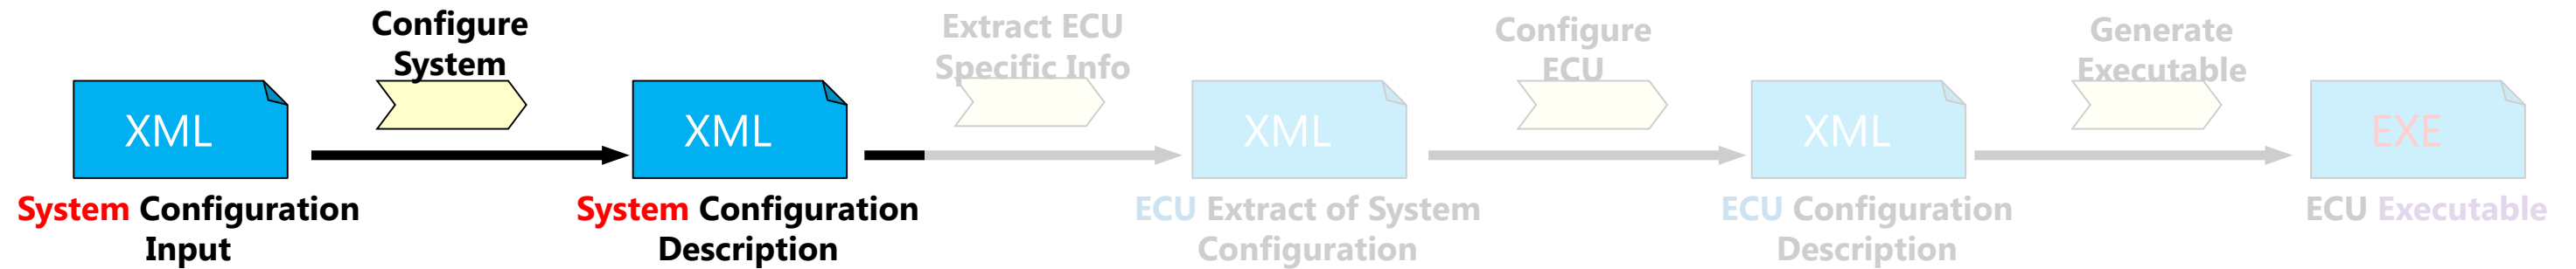 Configure
System
Extract ECU
Specific Info
Configure
ECU
Generate
Executable
XML
XML
XML
XML
EXE
System Configuration
Input
System Configuration
Description
ECU Extract of System
Configuration
ECU Configuration
Description
ECU Executable